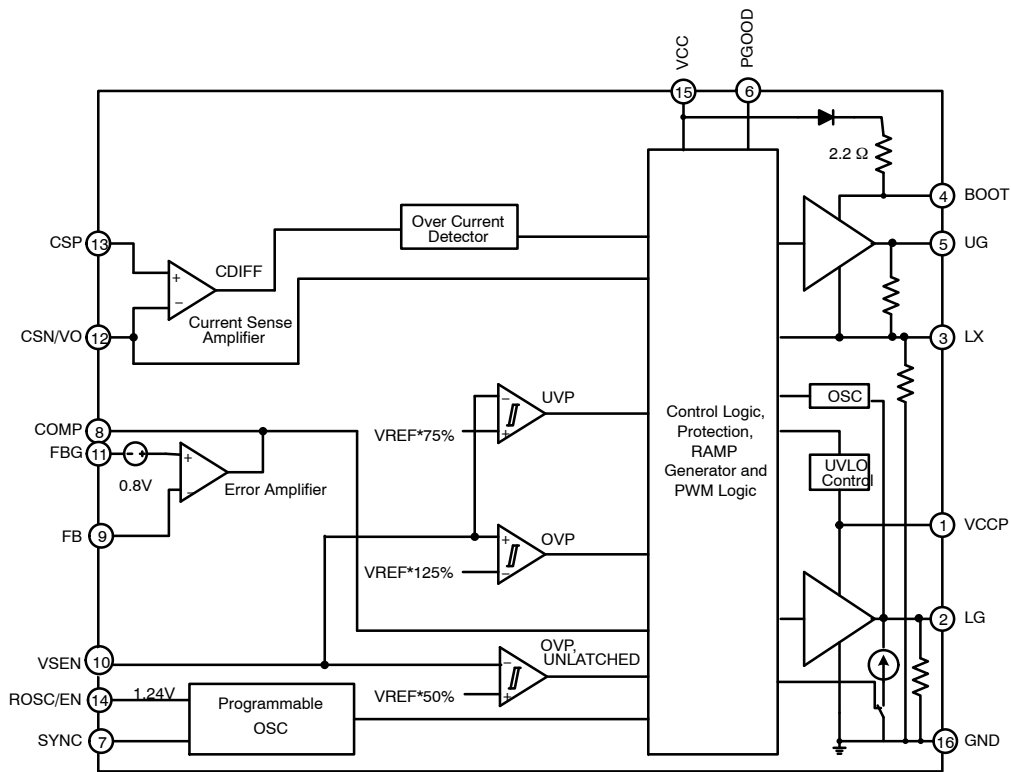 VCC
PGOOD
15
6
2.2 Ω
4
BOOT
Over Current
Detector
CSP
13
5
UG
+
CDIFF
−
Current Sense
Amplifier
CSN/VO
12
3
LX
UVP
−
+
VREF*75%
OSC
Control Logic,
Protection,
RAMP
Generator and
PWM Logic
COMP
8
FBG
11
- +
0.8V
+
−
Error Amplifier
UVLO
Control
FB
9
1
VCCP
+
−
OVP
VREF*125%
2
LG
OVP,
UNLATCHED
VSEN
10
−
+
VREF*50%
ROSC/EN
14
1.24V
Programmable
OSC
SYNC
7
16
GND